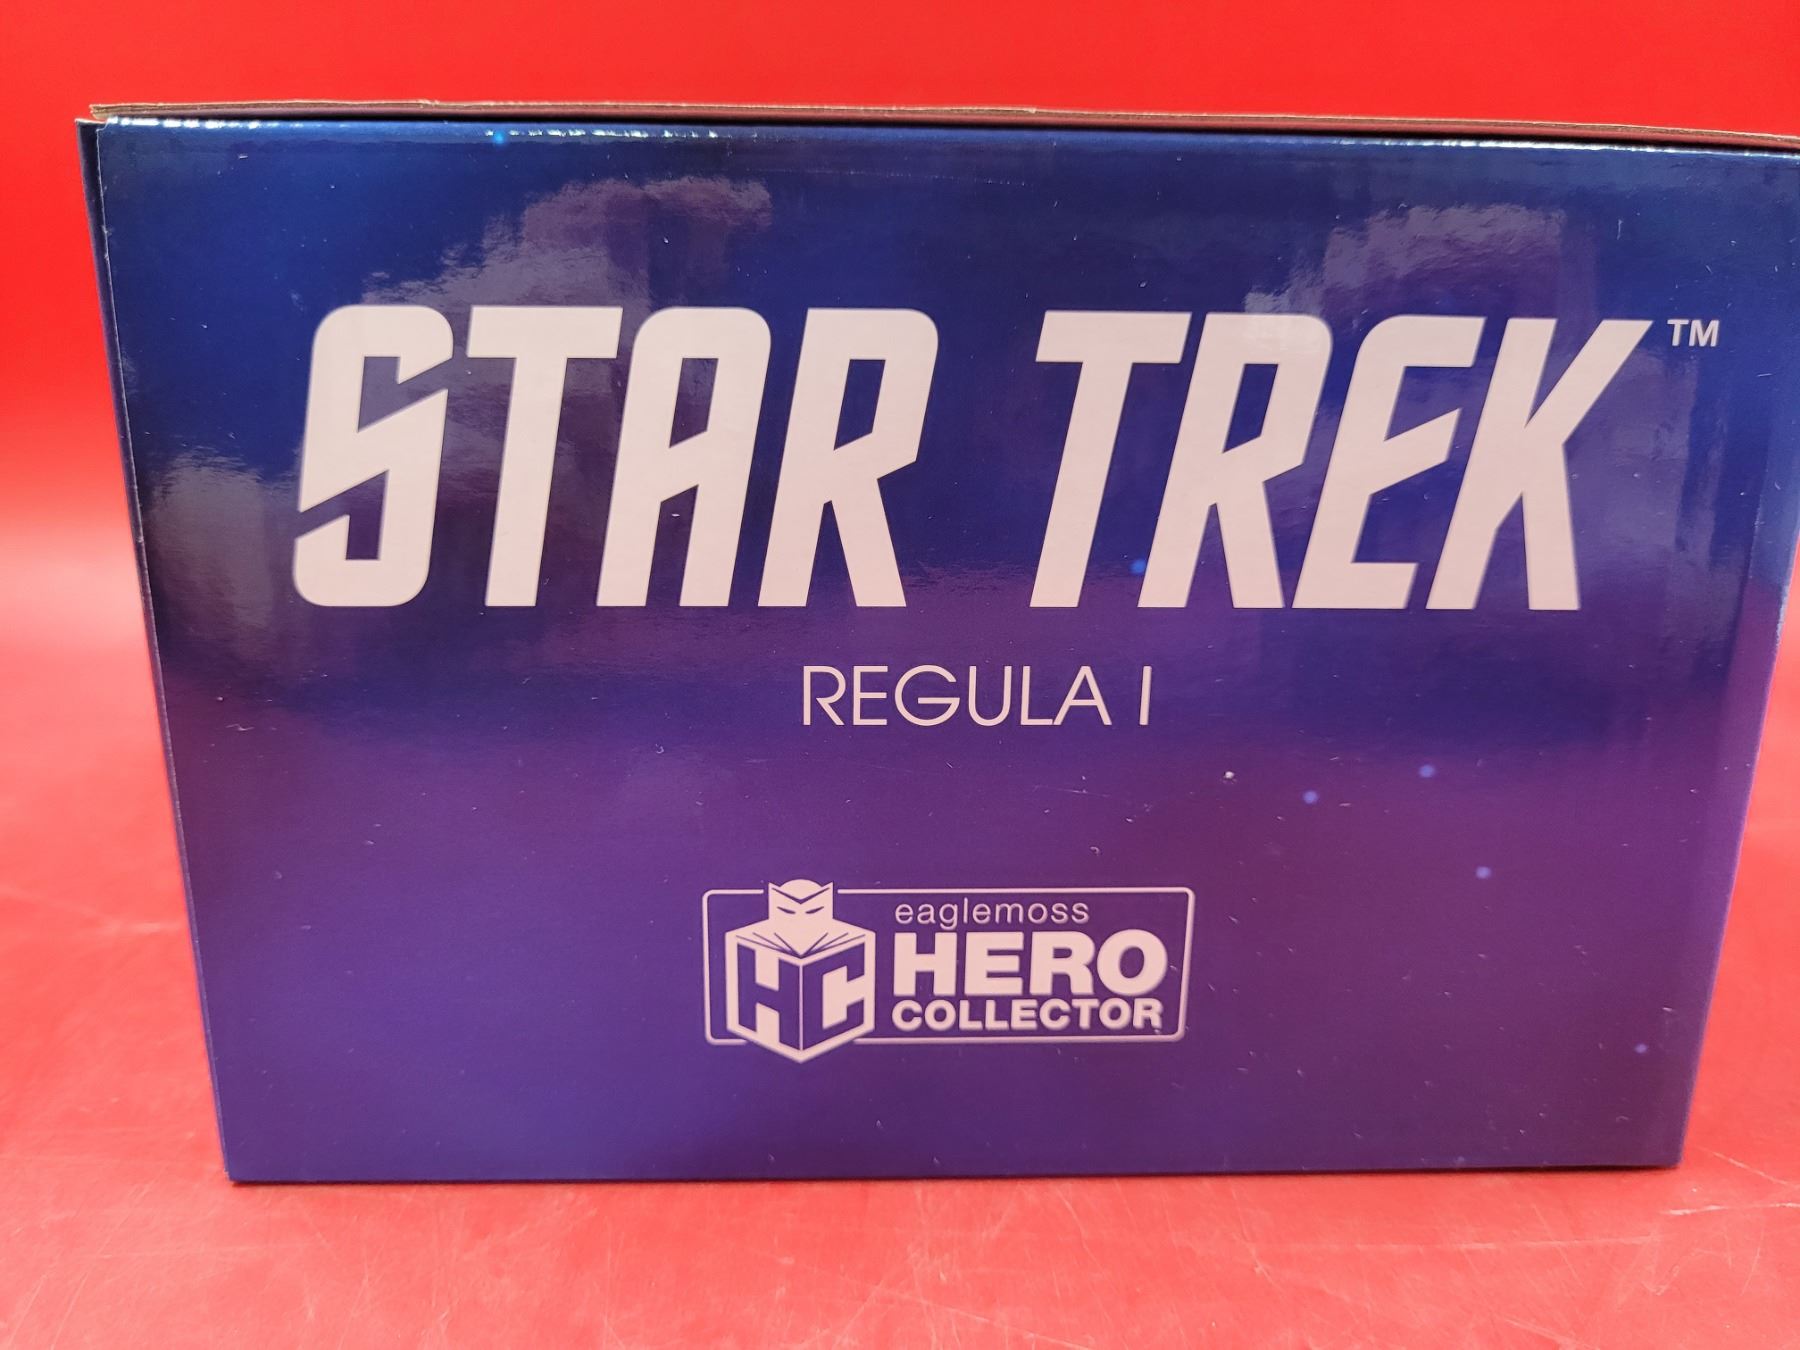 STAR TREK™
REGULA I
eaglemoss
HERO
COLLECTOR
HC